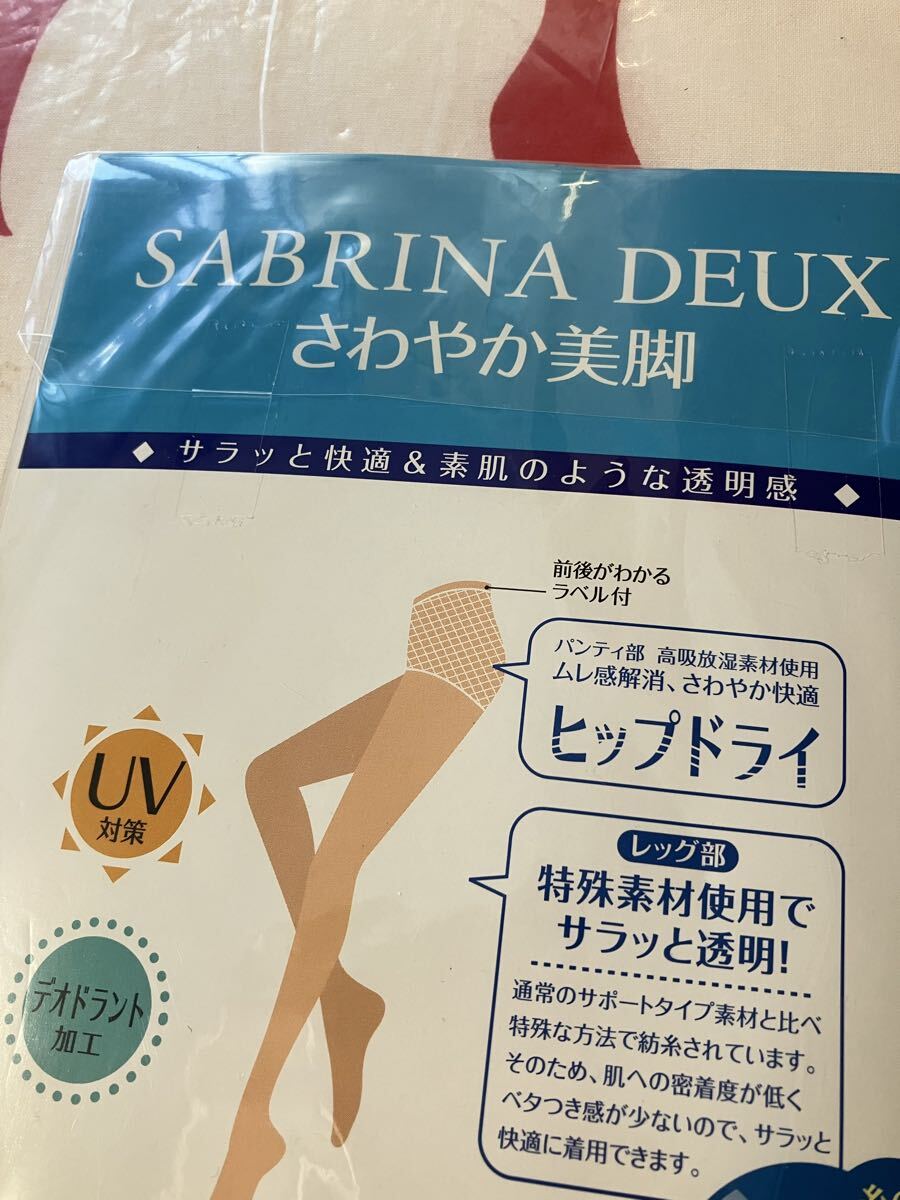 SABRINA DEUX
さわやか美脚
◆ サラッと快適&素肌のような透明感 ◆
前後がわかる
ラベル付
パンティ部 高吸放湿素材使用
ムレ感解消、さわやか快適
ヒップドライ
UV
対策
レッグ部
特殊素材使用で
サラッと透明!
通常のサポートタイプ素材と比べ
特殊な方法で紡糸されています。
そのため、肌への密着度が低く
ベタつき感が少ないので、サラッと
快適に着用できます。
デオドラント
加工